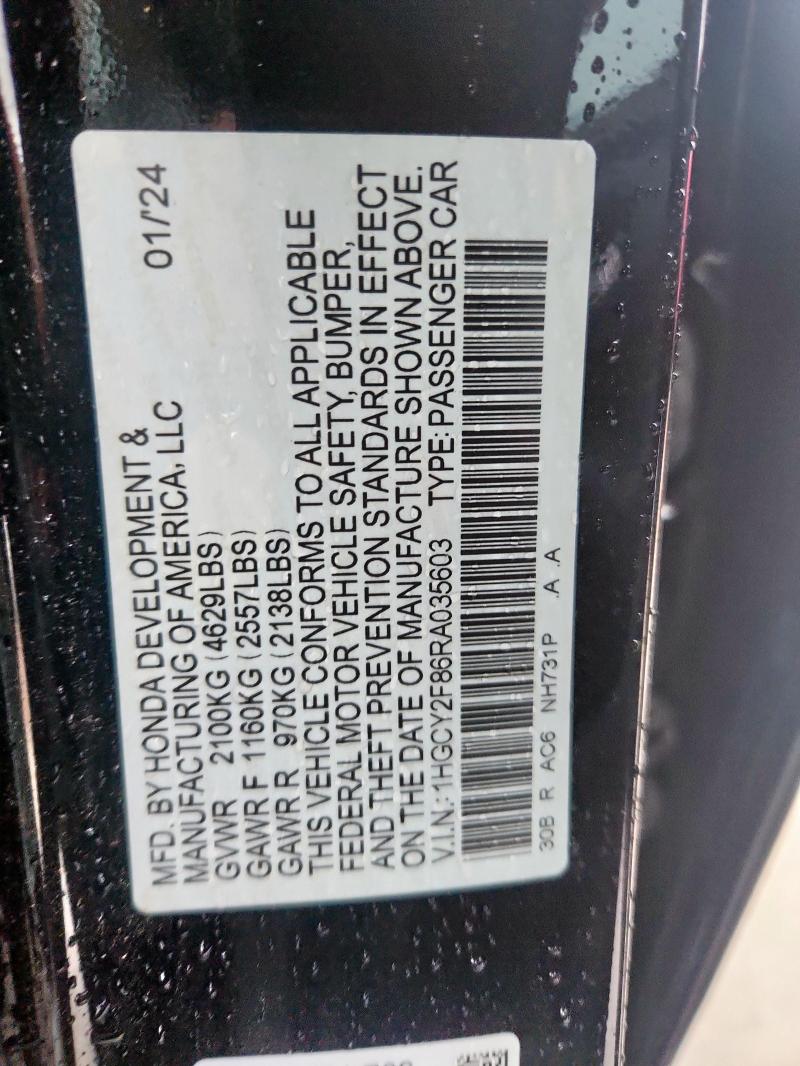 MFD. BY HONDA DEVELOPMENT &
MANUFACTURING OF AMERICA, LLC 01/'24
GVWR 2100KG (4629LBS)
GAWR F 1160KG (2557LBS)
GAWR R 970KG (2138LBS)
THIS VEHICLE CONFORMS TO ALL APPLICABLE
FEDERAL MOTOR VEHICLE SAFETY, BUMPER,
AND THEFT PREVENTION STANDARDS IN EFFECT
ON THE DATE OF MANUFACTURE SHOWN ABOVE.
V.I.N.: 1HGCY2F86RA035603 TYPE: PASSENGER CAR
30B R AC6 NH731P .A .A